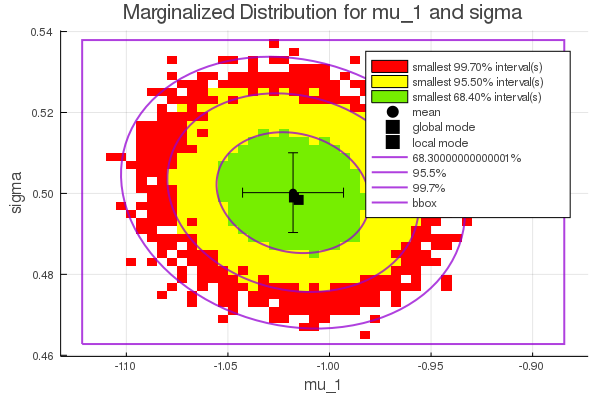 Marginalized Distribution for mu_1 and sigma
0.54
0.52
0.50
0.48
0.46
sigma
smallest 99.70% interval(s)
smallest 95.50% interval(s)
smallest 68.40% interval(s)
mean
global mode
local mode
68.30000000000001%
95.5%
99.7%
bbox
-1.10
-1.05
-1.00
-0.95
-0.90
mu_1